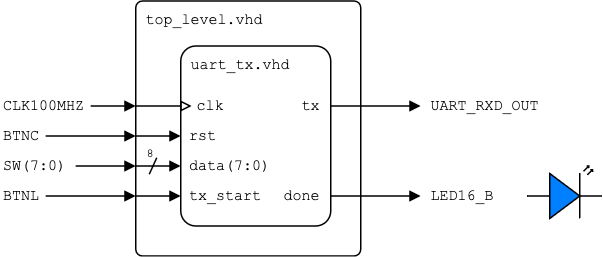 top_level.vhd
uart_tx.vhd
CLK100MHZ clk tx UART_RXD_OUT
BTNC rst
8
SW(7:0) data(7:0)
BTNL tx_start done LED16_B